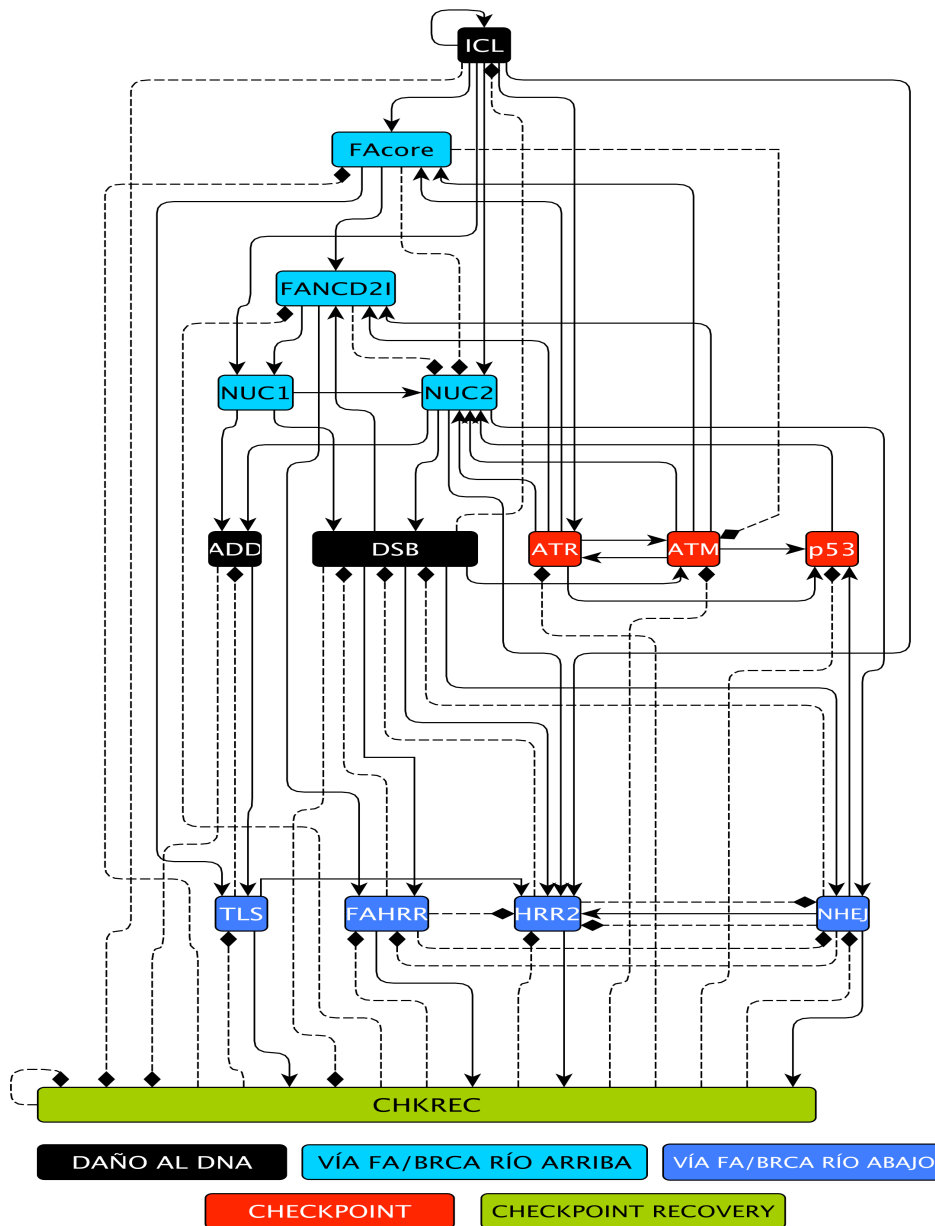 ICL
FAcore
FANCD2I
NUC1
NUC2
ADD
DSB
ATR
ATM
p53
TLS
FAHRR
HRR2
NHEJ
CHKREC
DAÑO AL DNA
VÍA FA/BRCA RÍO ARRIBA
VÍA FA/BRCA RÍO ABAJO
CHECKPOINT
CHECKPOINT RECOVERY